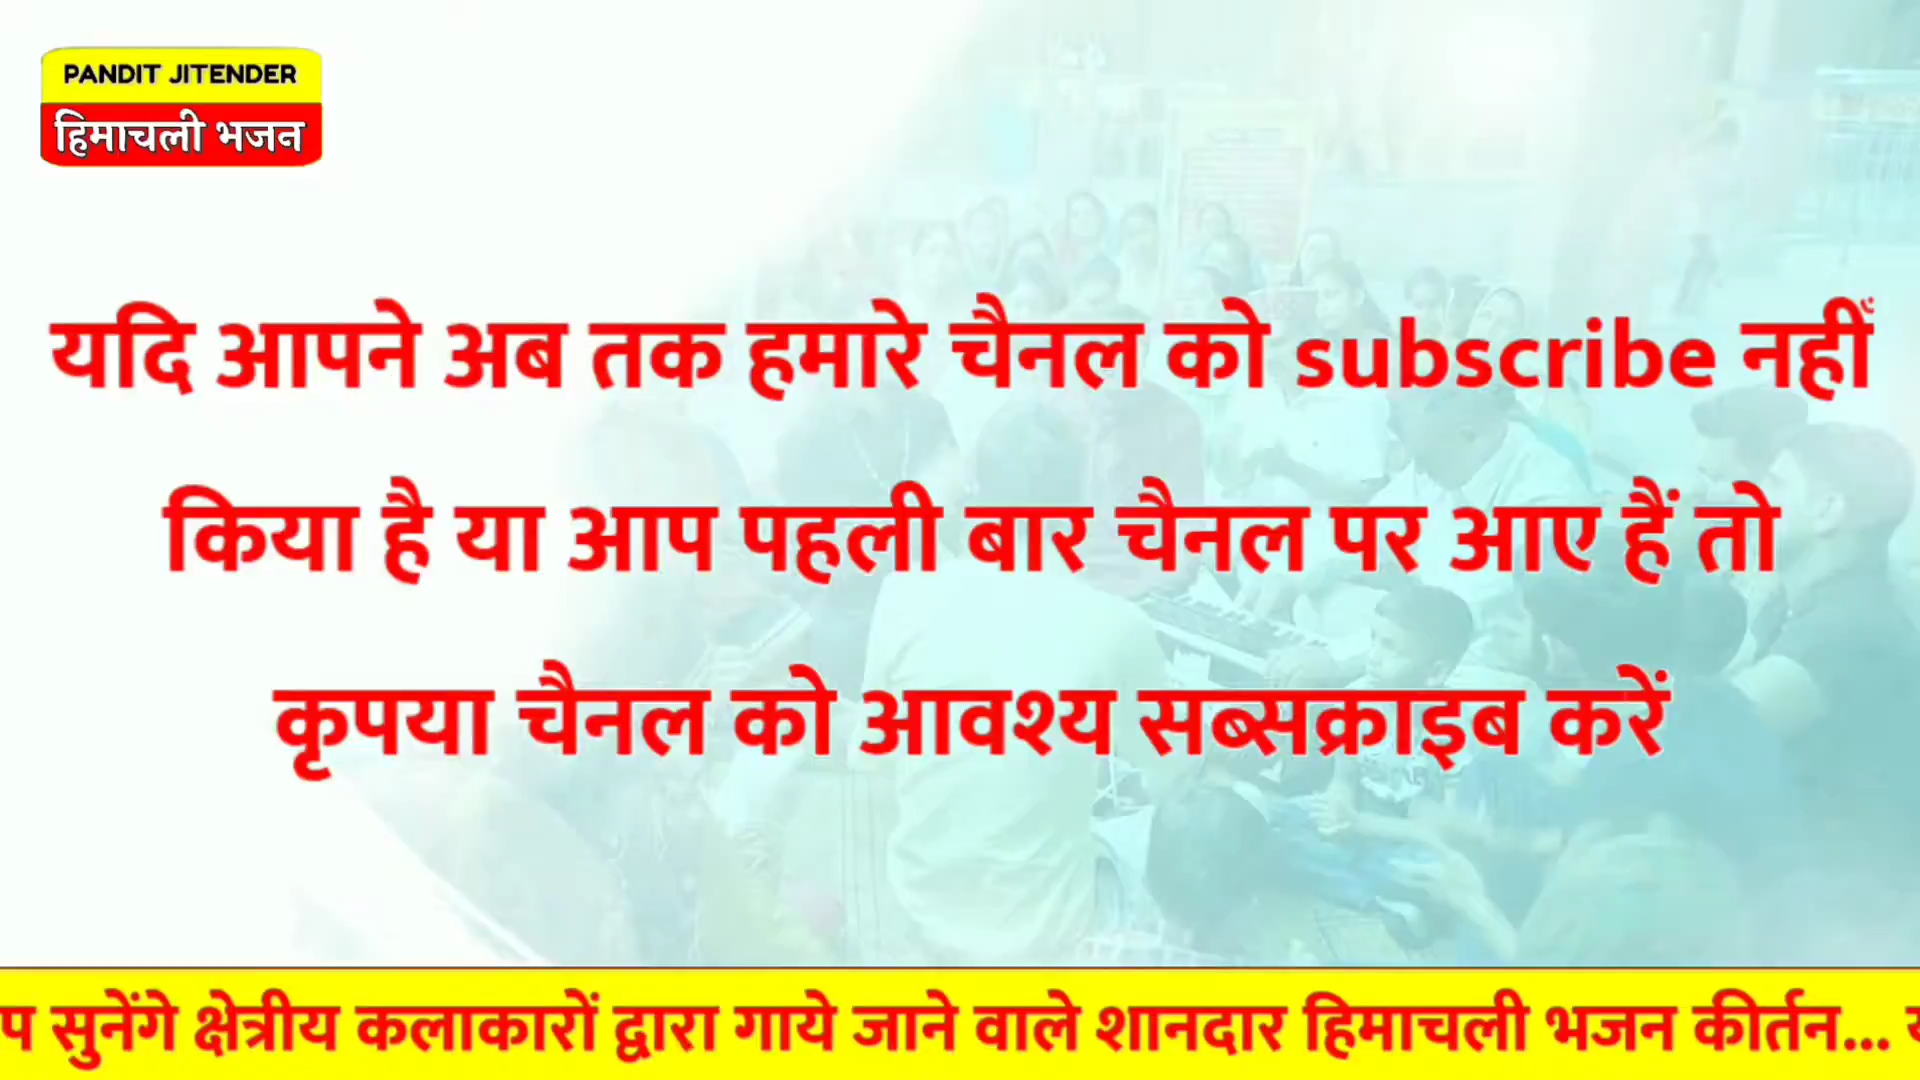 PANDIT JITENDER
हिमाचली भजन
यदि आपने अब तक हमारे चैनल को subscribe नहीं
किया है या आप पहली बार चैनल पर आए हैं तो
कृपया चैनल को आवश्य सब्सक्राइब करें
सुनेंगे क्षेत्रीय कलाकारों द्वारा गाये जाने वाले शानदार हिमाचली भजन कीर्तन...